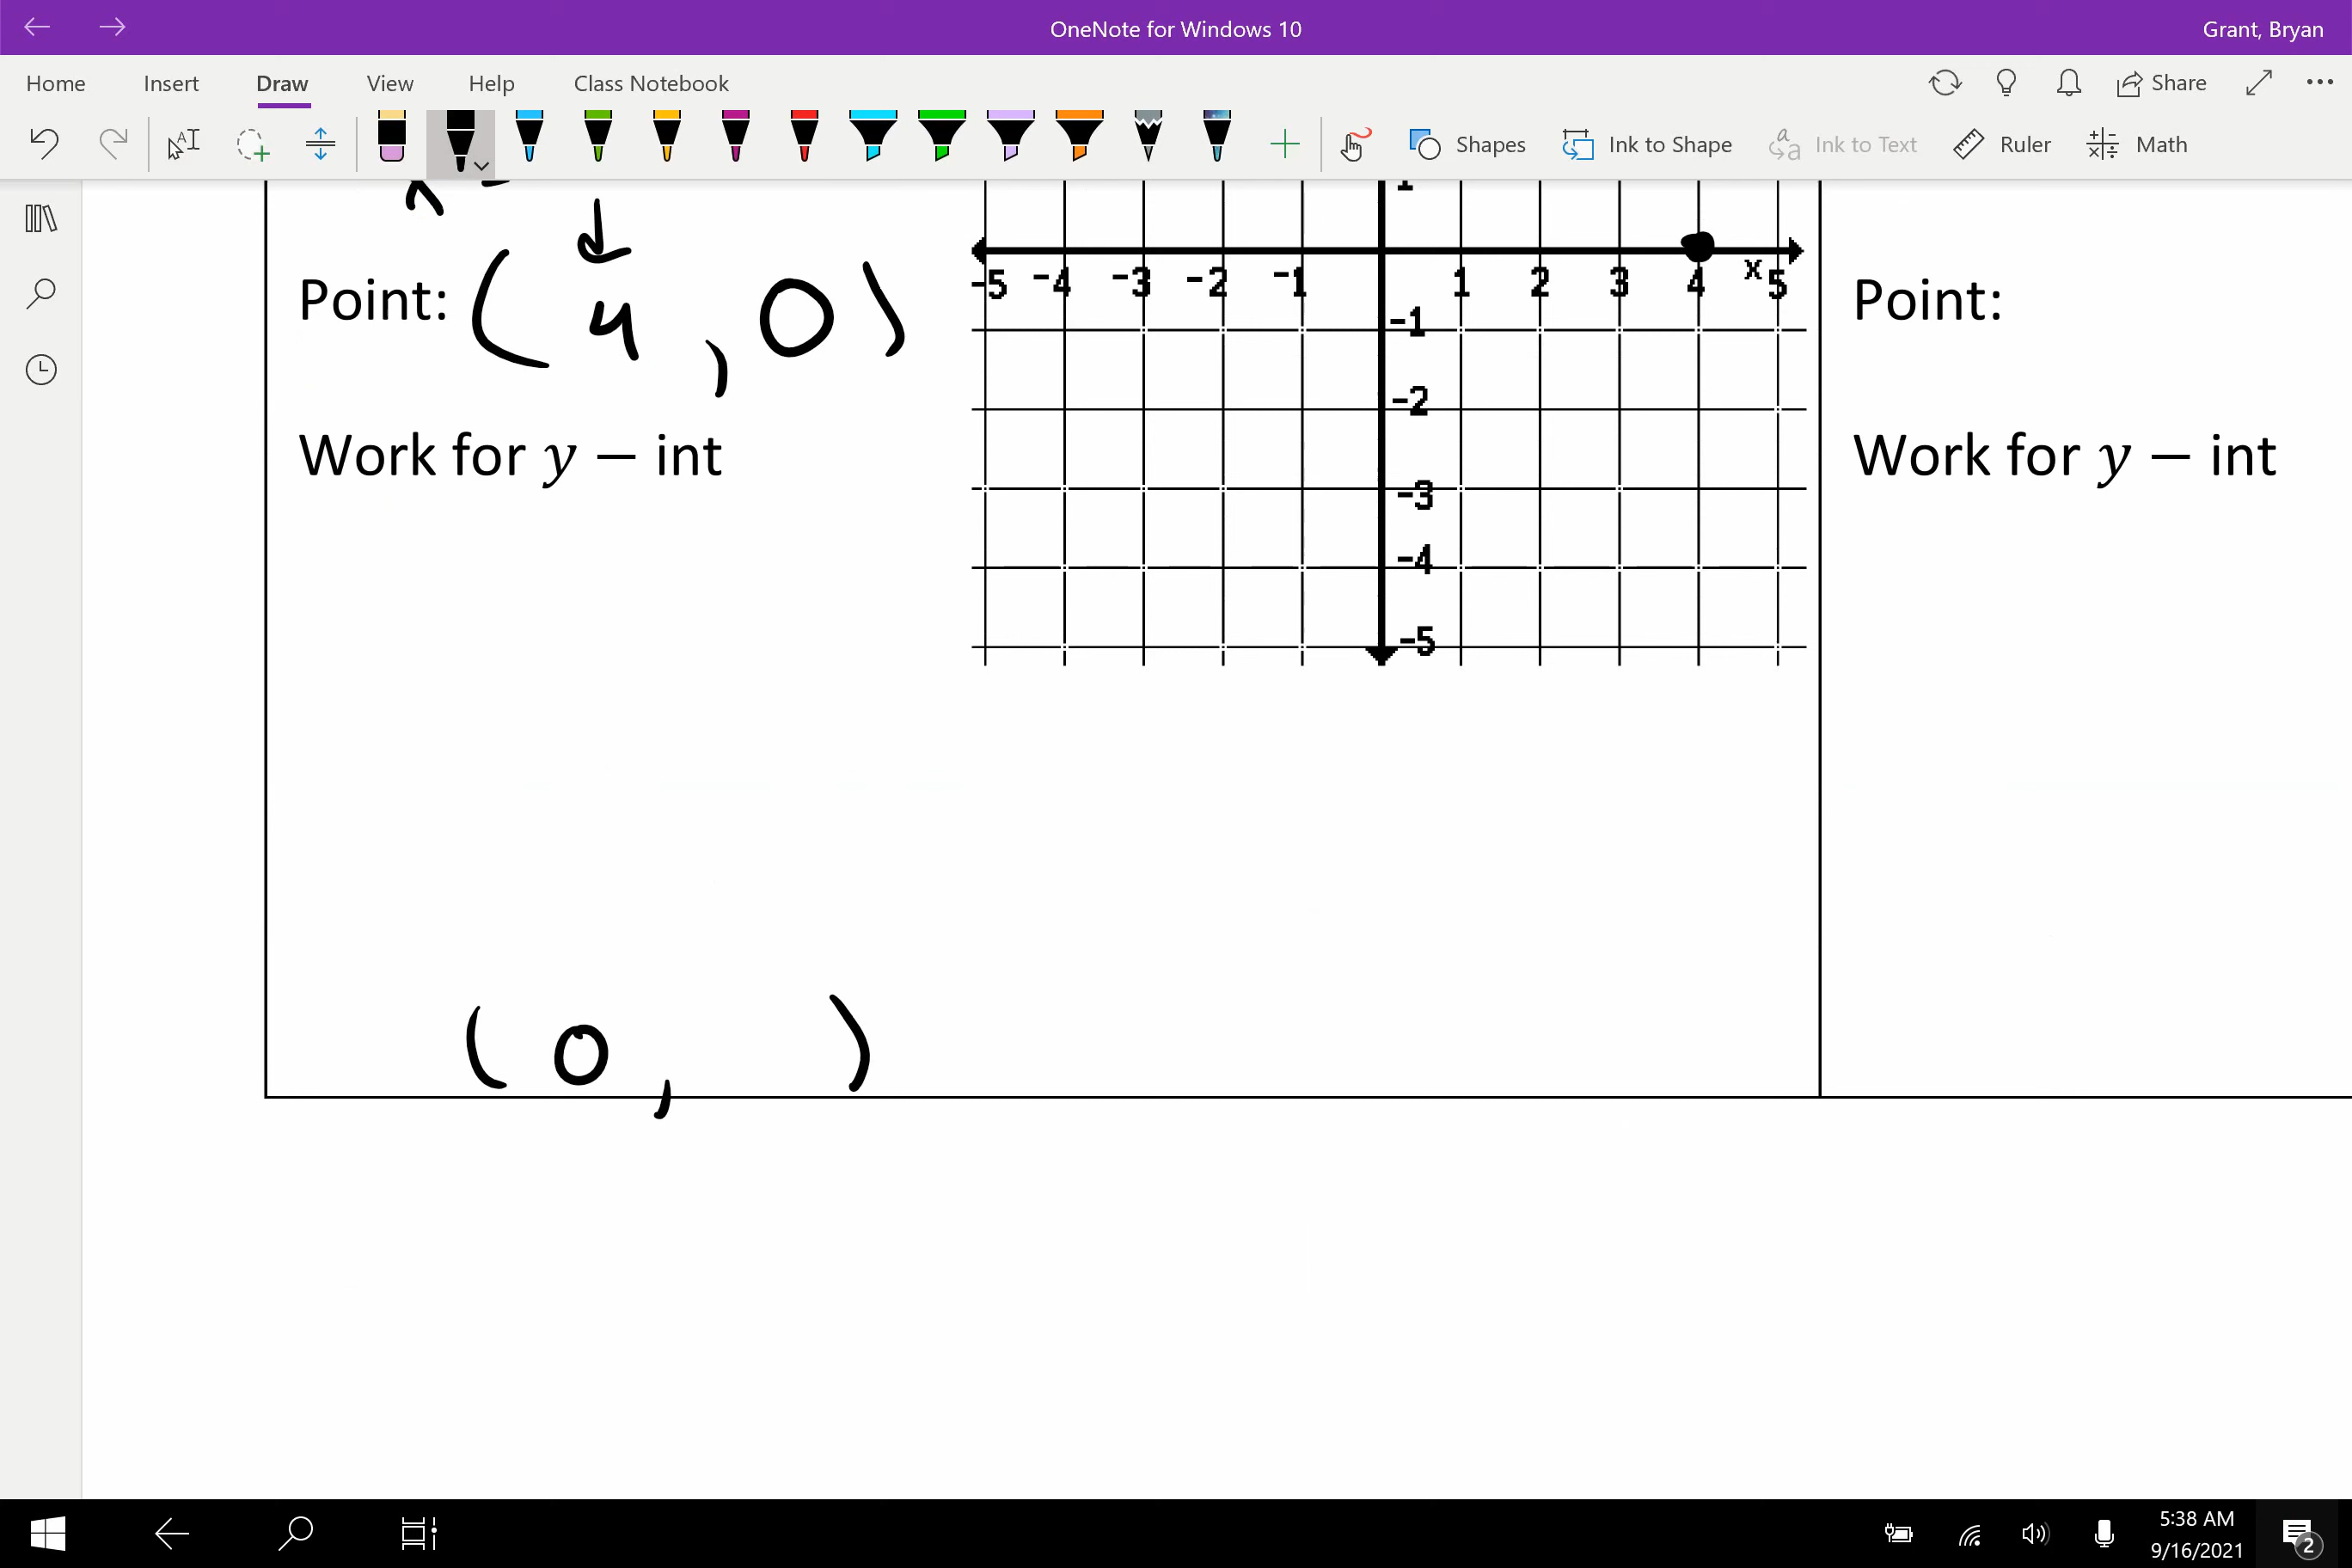 OneNote for Windows 10
Grant, Bryan
Home Insert Draw View Help Class Notebook Share
Shapes Ink to Shape Ink to Text Ruler Math
Point: ( 4 , 0 )
-5 -4 -3 -2 -1 1 2 3 4 x 5
-1
-2
-3
-4
-5
Point:
Work for y – int
Work for y – int
( 0 , )
5:38 AM
9/16/2021
2